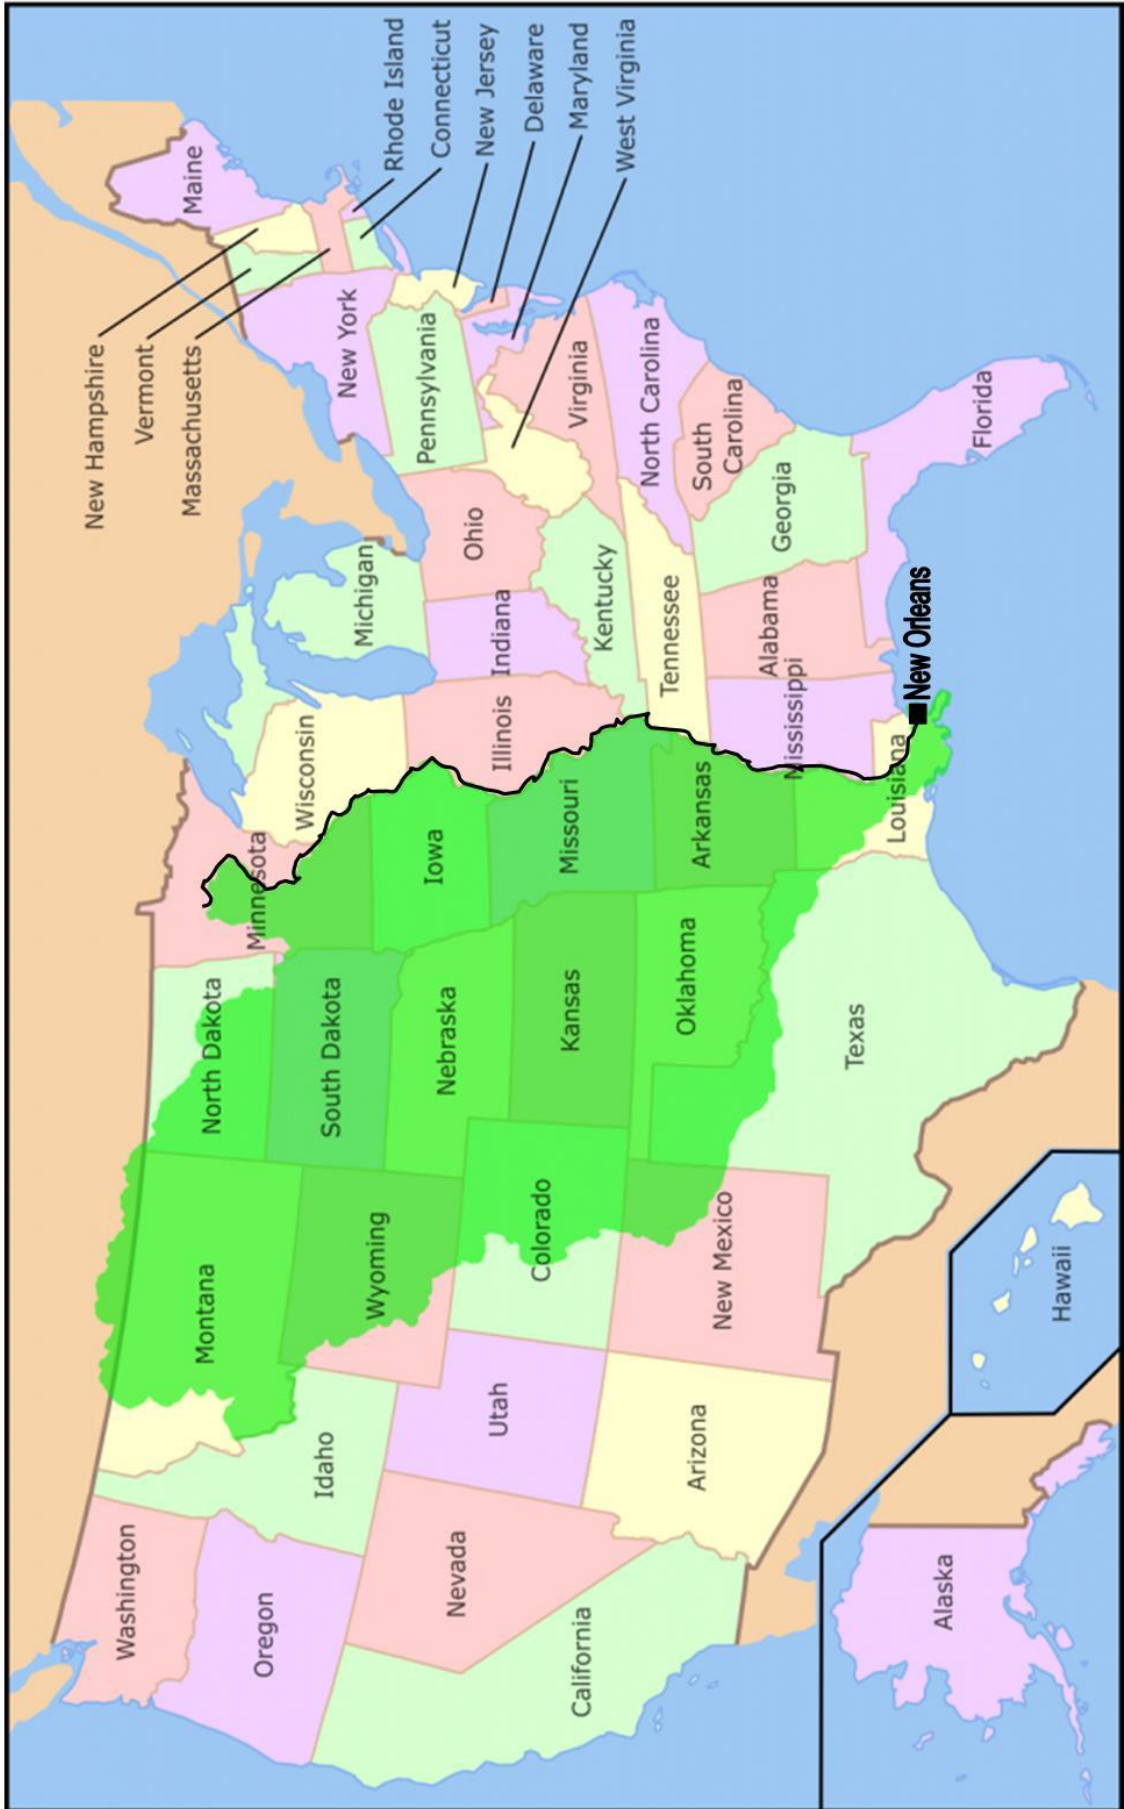 Washington
Oregon
California
Nevada
Idaho
Montana
Wyoming
Utah
Arizona
Colorado
New Mexico
North Dakota
South Dakota
Nebraska
Kansas
Oklahoma
Texas
Minnesota
Iowa
Missouri
Arkansas
Louisiana
Wisconsin
Illinois
Michigan
Indiana
Ohio
Kentucky
Tennessee
Mississippi
Alabama
Georgia
Florida
South
Carolina
North Carolina
Virginia
Pennsylvania
New York
Maine
New Hampshire
Vermont
Massachusetts
Rhode Island
Connecticut
New Jersey
Delaware
Maryland
West Virginia
New Orleans
Alaska
Hawaii